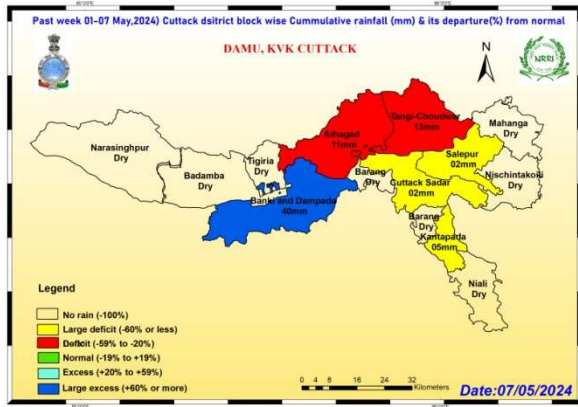 Past week 01-07 May,2024) Cuttack dsitrict block wise Cummulative rainfall (mm) & its departure(%) from normal
DAMU, KVK CUTTACK
N
NRRI
Narasinghpur
Dry
Badamba
Dry
Tigiria
Dry
Athagad
11mm
Tangi-Choudwar
13mm
Mahanga
Dry
Salepur
02mm
Nischintakoili
Dry
Barang
Dry
Cuttack Sadar
02mm
Banki and Dampada
40mm
Barang
Dry
Kantapada
05mm
Niali
Dry
Legend
No rain (-100%)
Large deficit (-60% or less)
Deficit (-59% to -20%)
Normal (-19% to +19%)
Excess (+20% to +59%)
Large excess (+60% or more)
0 4 8 16 24 32
Kilometers
Date:07/05/2024